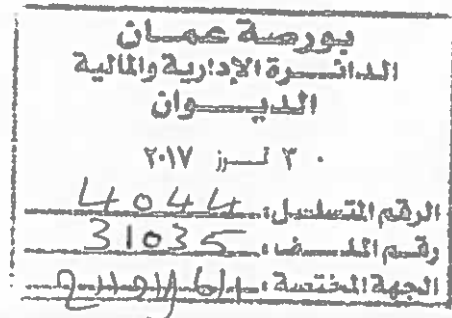 بورصة عمان
الدائرة الإدارية والمالية
الديوان
٣٠ تموز ٢٠١٧
الرقم المتسلسل: 4044
رقم الملف: 31035
الجهة المختصة: